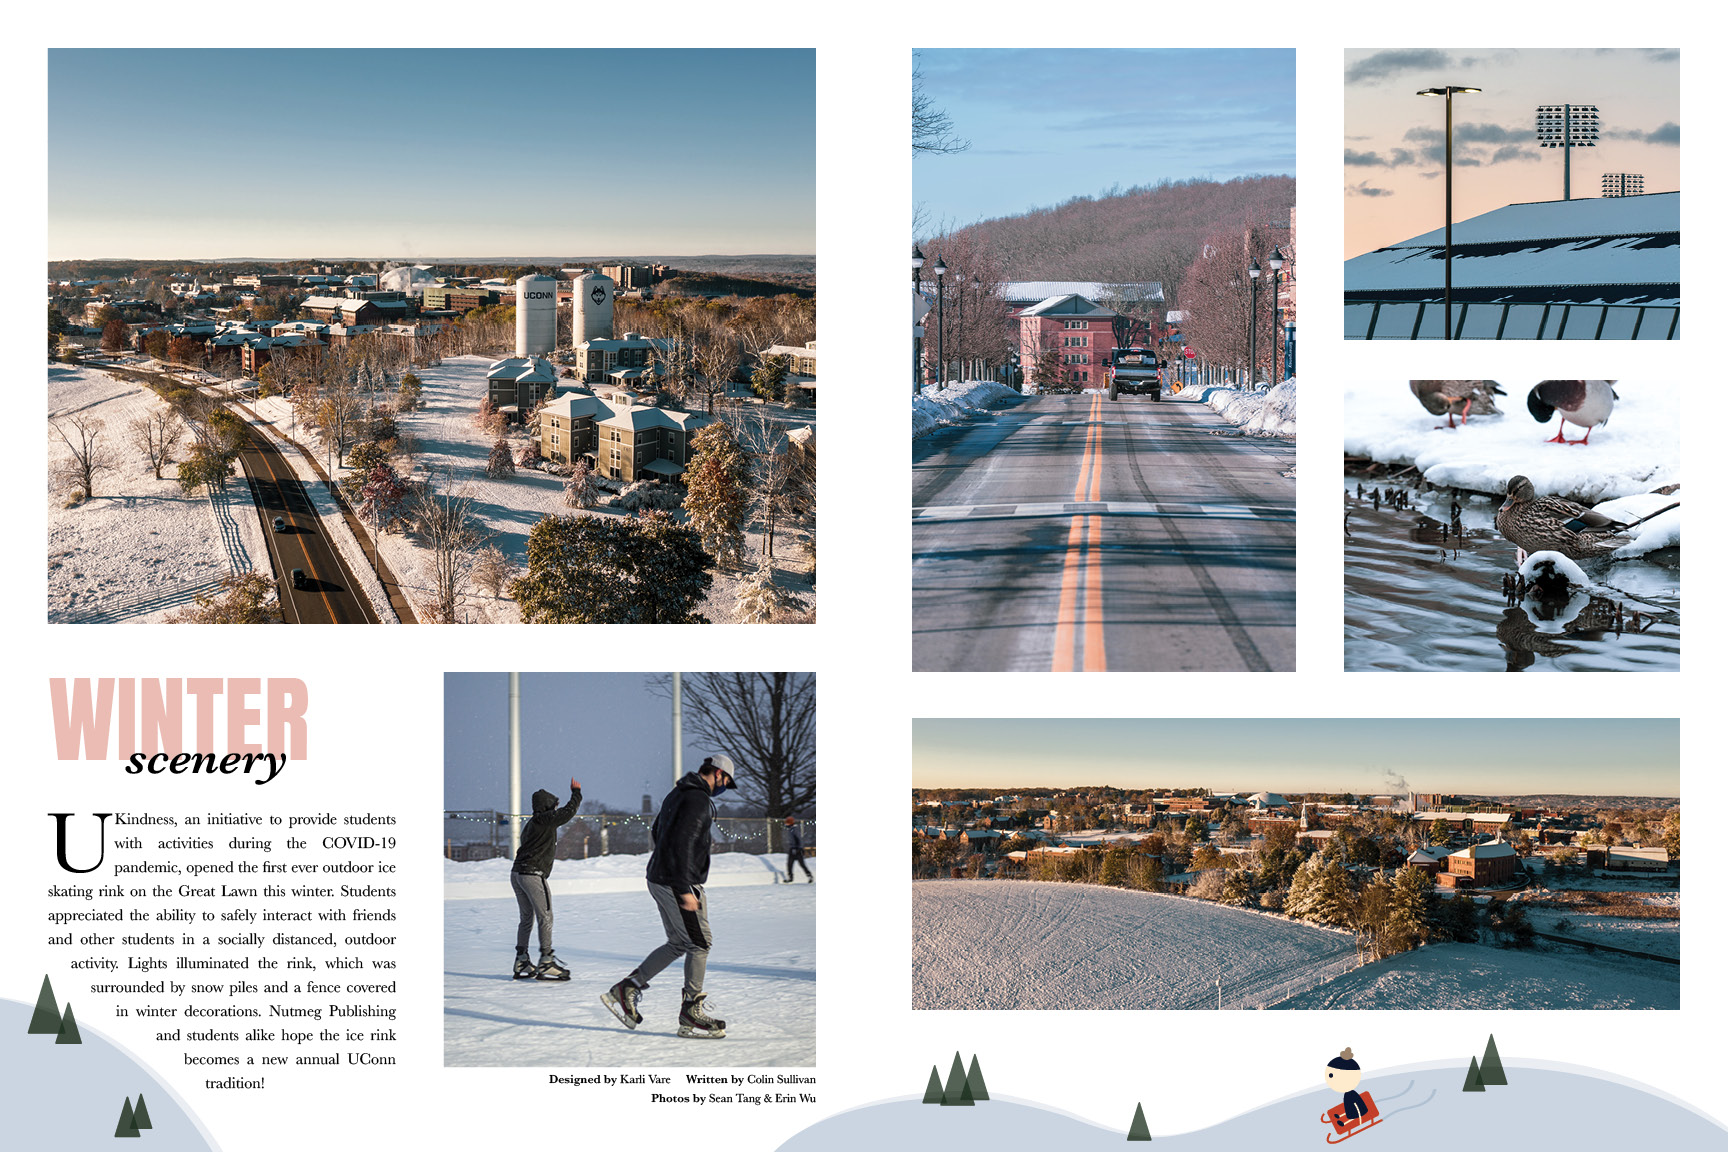 UCONN
WINTER
scenery
UKindness, an initiative to provide students
with activities during the COVID-19
pandemic, opened the first ever outdoor ice
skating rink on the Great Lawn this winter. Students
appreciated the ability to safely interact with friends
and other students in a socially distanced, outdoor
activity. Lights illuminated the rink, which was
surrounded by snow piles and a fence covered
in winter decorations. Nutmeg Publishing
and students alike hope the ice rink
becomes a new annual UConn
tradition!
Designed by Karli Vare Written by Colin Sullivan
Photos by Sean Tang & Erin Wu